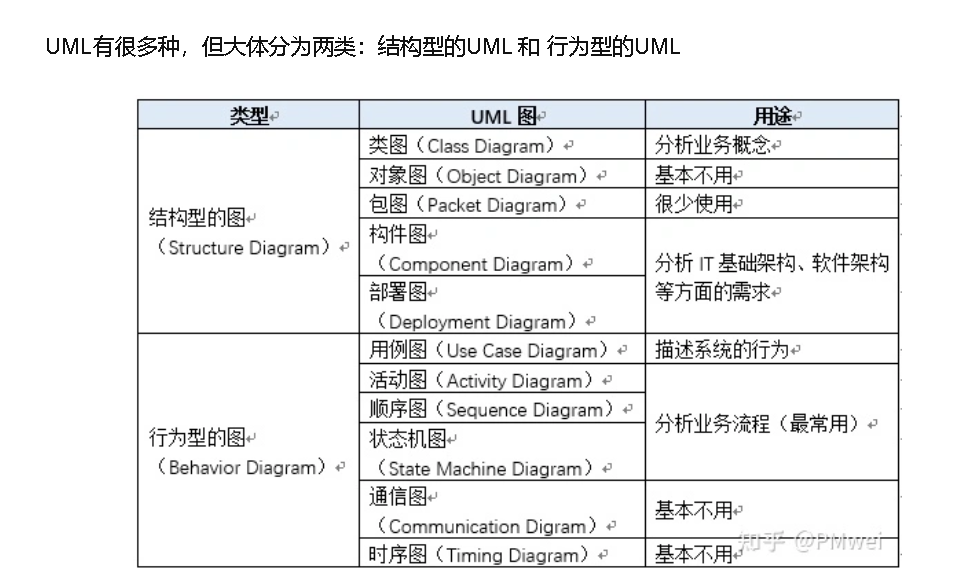 UML有很多种，但大体分为两类：结构型的UML 和 行为型的UML
类型 UML 图 用途
结构型的图
（Structure Diagram）
类图（Class Diagram） 分析业务概念
对象图（Object Diagram） 基本不用
包图（Packet Diagram） 很少使用
构件图
（Component Diagram）
部署图
（Deployment Diagram）
分析 IT 基础架构、软件架构
等方面的需求
行为型的图
（Behavior Diagram）
用例图（Use Case Diagram） 描述系统的行为
活动图（Activity Diagram）
顺序图（Sequence Diagram）
状态机图
（State Machine Diagram）
分析业务流程（最常用）
通信图
（Communication Digram）
基本不用
时序图（Timing Diagram） 基本不用
知乎 @PMwei